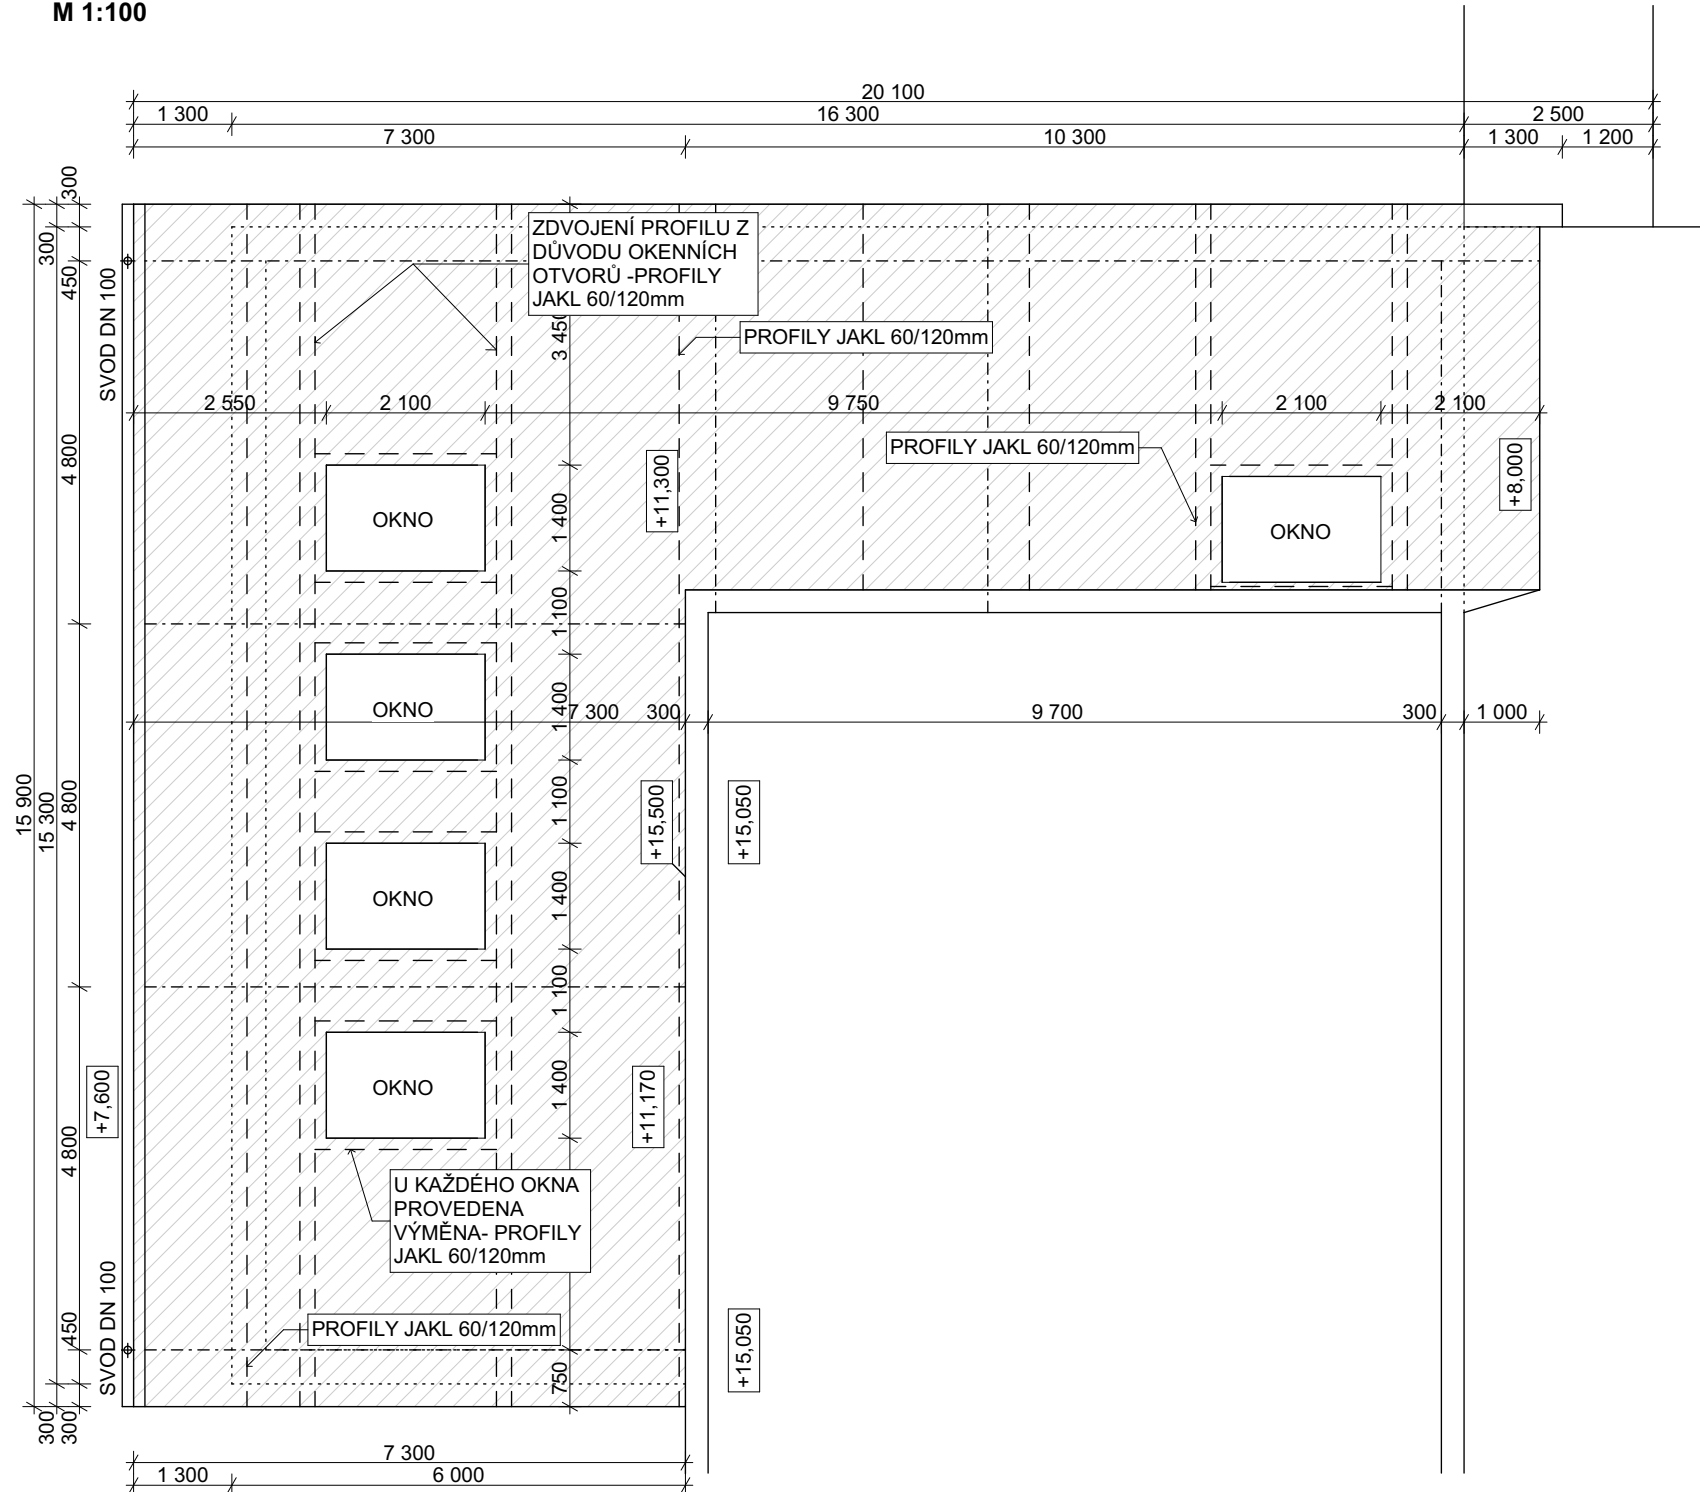 M 1:100
20 100
1 300
16 300
2 500
7 300
10 300
1 300
1 200
300
300
450
SVOD DN 100
4 800
15 900
15 300
4 800
+7,600
4 800
SVOD DN 100
450
300
300
ZDVOJENÍ PROFILU Z
DŮVODU OKENNÍCH
OTVORŮ -PROFILY
JAKL 60/120mm
3 450
PROFILY JAKL 60/120mm
2 550
2 100
9 750
2 100
2 100
PROFILY JAKL 60/120mm
+11,300
+8,000
OKNO
1 400
OKNO
1 100
OKNO
1 400
7 300
300
9 700
300
1 000
1 100
+15,500
+15,050
OKNO
1 400
1 100
OKNO
1 400
+11,170
U KAŽDÉHO OKNA
PROVEDENA
VÝMĚNA- PROFILY
JAKL 60/120mm
PROFILY JAKL 60/120mm
750
+15,050
7 300
1 300
6 000